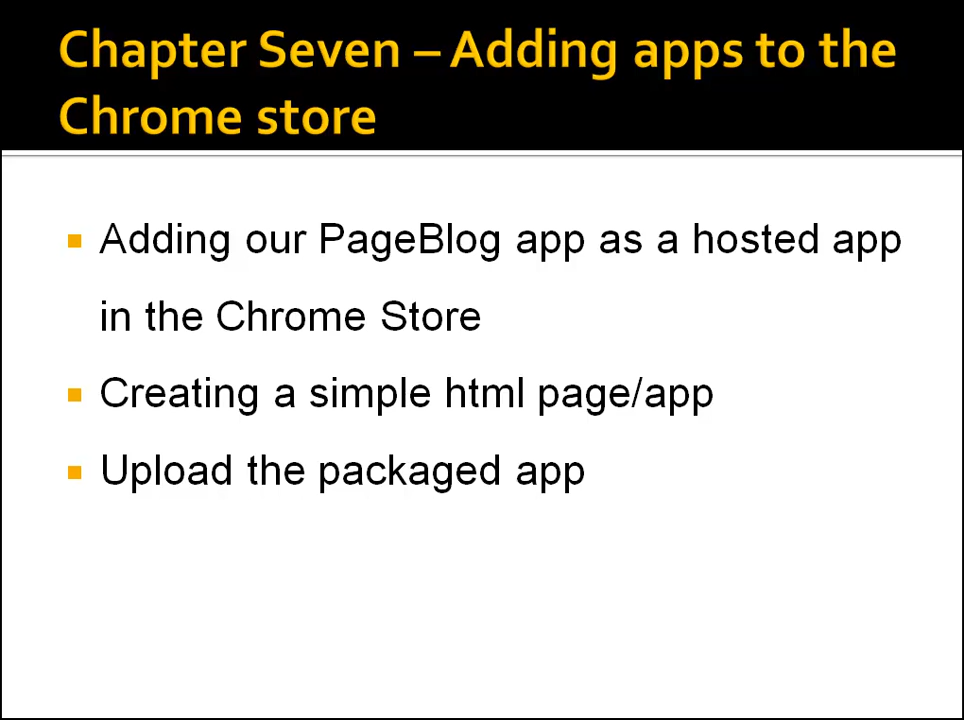 Chapter Seven – Adding apps to the
Chrome store
Adding our PageBlog app as a hosted app
in the Chrome Store
Creating a simple html page/app
Upload the packaged app